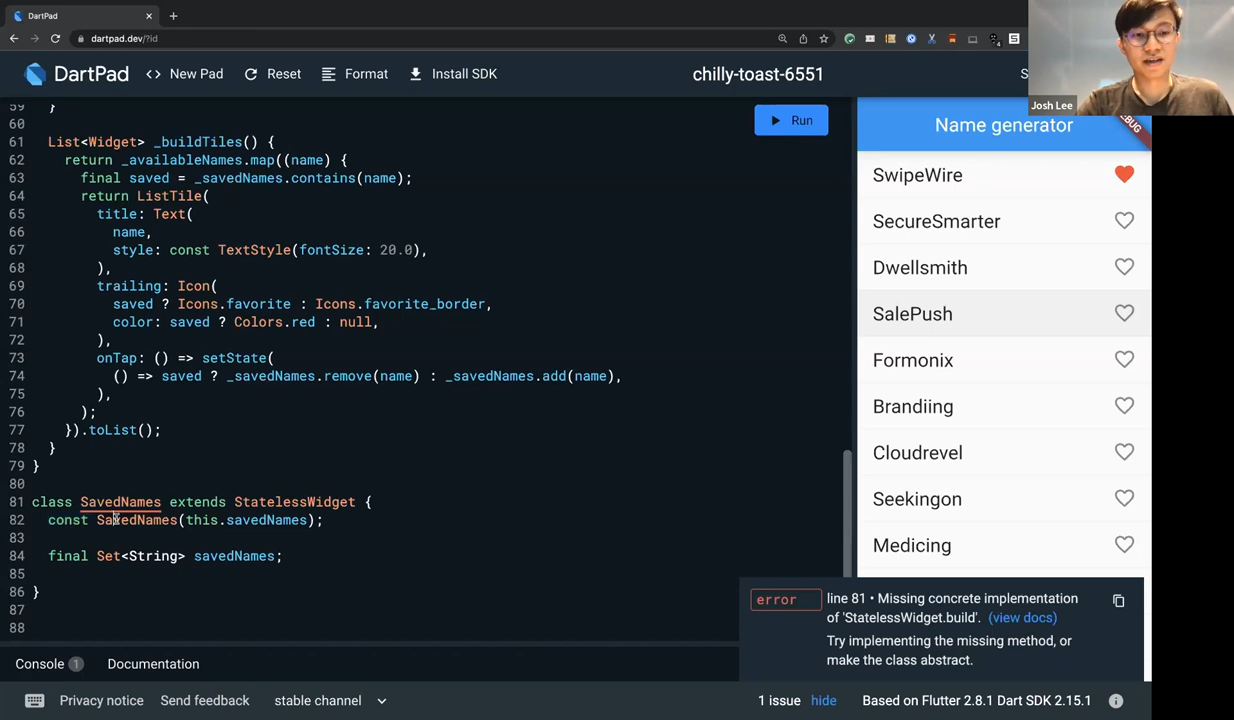 DartPad
dartpad.dev/?id
DartPad
New Pad
Reset
Format
Install SDK
chilly-toast-6551
S
Josh Lee
Run
59   }
60
61   List<Widget> _buildTiles() {
62     return _availableNames.map((name) {
63       final saved = _savedNames.contains(name);
64       return ListTile(
65         title: Text(
66           name,
67           style: const TextStyle(fontSize: 20.0),
68         ),
69         trailing: Icon(
70           saved ? Icons.favorite : Icons.favorite_border,
71           color: saved ? Colors.red : null,
72         ),
73         onTap: () => setState(
74           () => saved ? _savedNames.remove(name) : _savedNames.add(name),
75         ),
76       );
77     }).toList();
78   }
79 }
80
81 class SavedNames extends StatelessWidget {
82   const SavedNames(this.savedNames);
83
84   final Set<String> savedNames;
85
86 }
87
88
Name generator
EBUG
SwipeWire
SecureSmarter
Dwellsmith
SalePush
Formonix
Brandiing
Cloudrevel
Seekingon
Medicing
error
line 81 • Missing concrete implementation
of 'StatelessWidget.build'. (view docs)
Try implementing the missing method, or
make the class abstract.
Console 1
Documentation
Privacy notice
Send feedback
stable channel
1 issue hide
Based on Flutter 2.8.1 Dart SDK 2.15.1